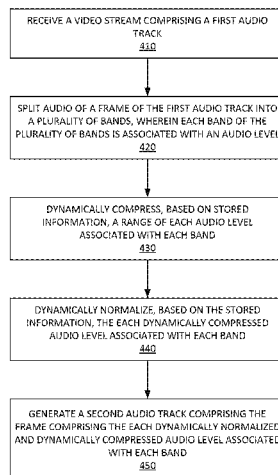 RECEIVE A VIDEO STREAM COMPRISING A FIRST AUDIO
TRACK
410
SPLIT AUDIO OF A FRAME OF THE FIRST AUDIO TRACK INTO
A PLURALITY OF BANDS, WHEREIN EACH BAND OF THE
PLURALITY OF BANDS IS ASSOCIATED WITH AN AUDIO LEVEL
420
DYNAMICALLY COMPRESS, BASED ON STORED
INFORMATION, A RANGE OF EACH AUDIO LEVEL
ASSOCIATED WITH EACH BAND
430
DYNAMICALLY NORMALIZE, BASED ON THE STORED
INFORMATION, THE EACH DYNAMICALLY COMPRESSED
AUDIO LEVEL ASSOCIATED WITH EACH BAND
440
GENERATE A SECOND AUDIO TRACK COMPRISING THE
FRAME COMPRISING THE EACH DYNAMICALLY NORMALIZED
AND DYNAMICALLY COMPRESSED AUDIO LEVEL ASSOCIATED
WITH EACH BAND
450